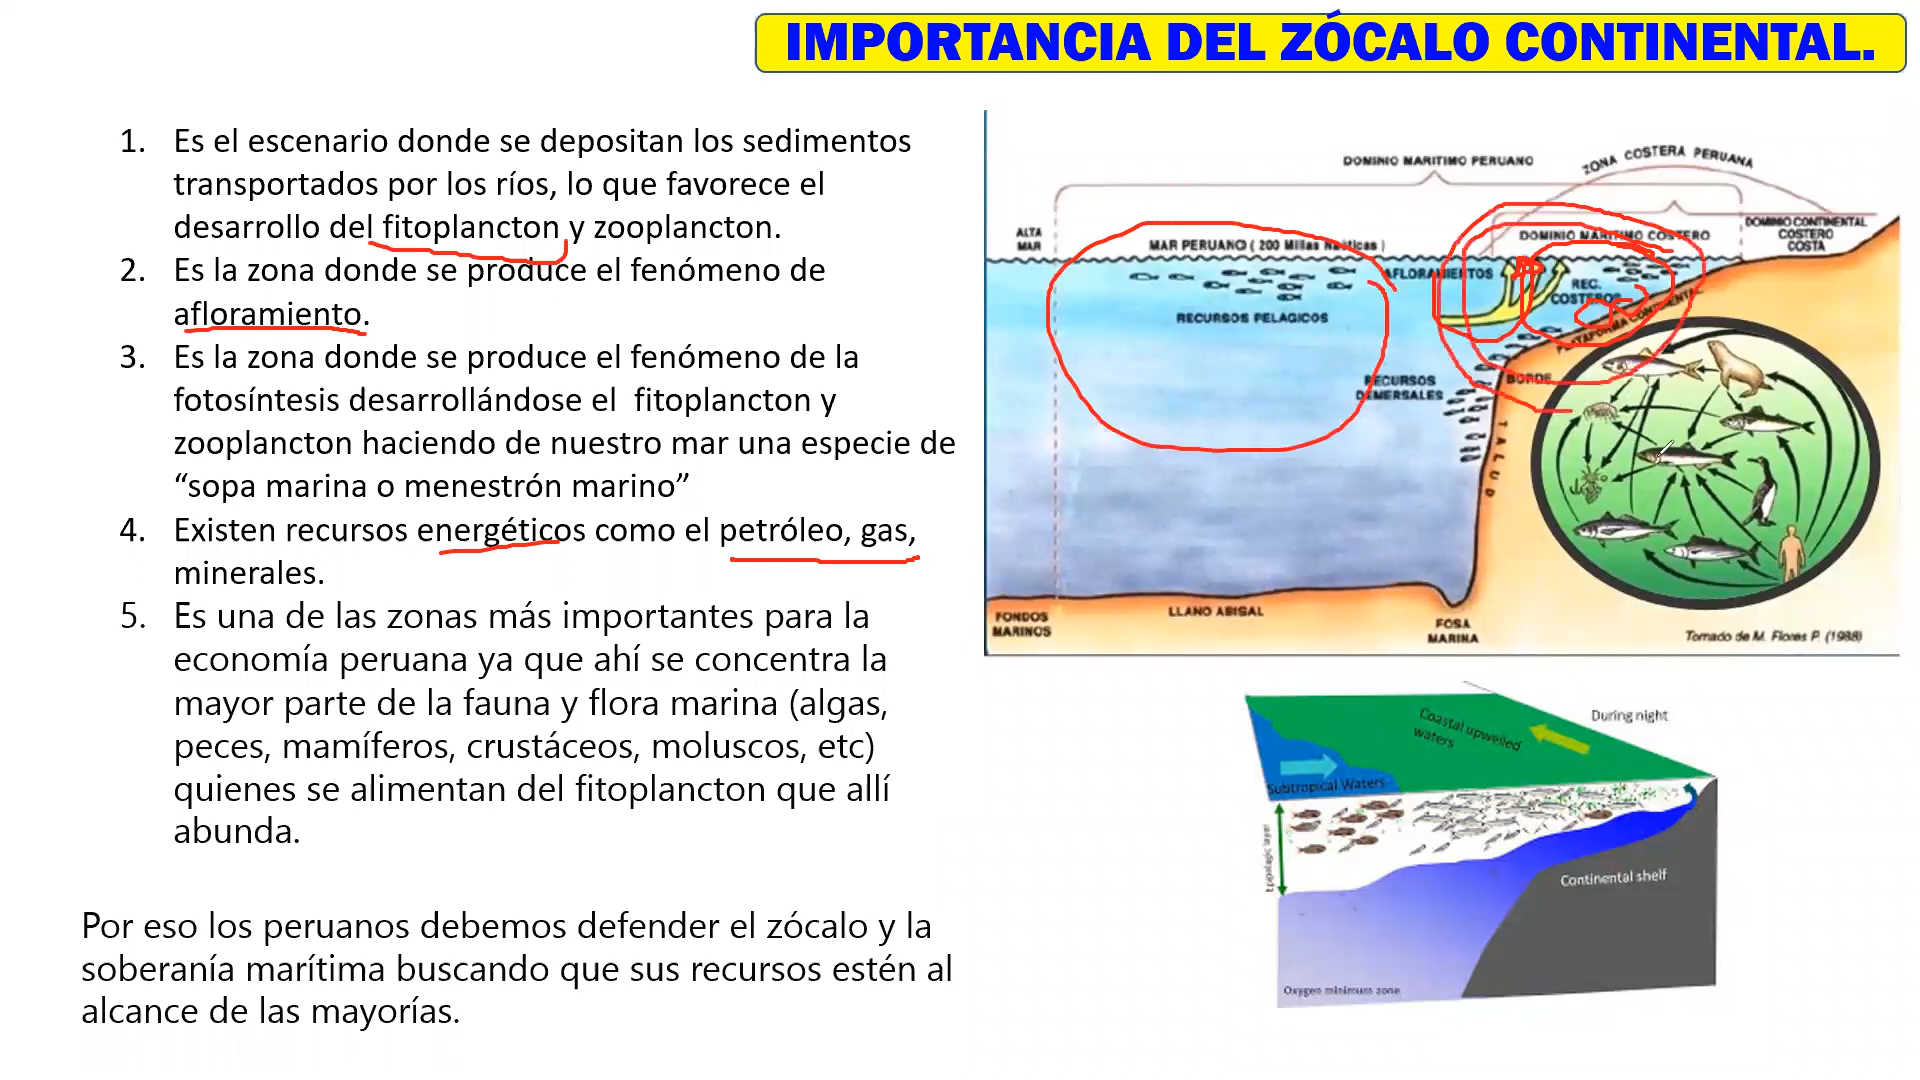 IMPORTANCIA DEL ZÓCALO CONTINENTAL.
1. Es el escenario donde se depositan los sedimentos
transportados por los ríos, lo que favorece el
desarrollo del fitoplancton y zooplancton.
2. Es la zona donde se produce el fenómeno de
afloramiento.
3. Es la zona donde se produce el fenómeno de la
fotosíntesis desarrollándose el fitoplancton y
zooplancton haciendo de nuestro mar una especie de
“sopa marina o menestrón marino”
4. Existen recursos energéticos como el petróleo, gas,
minerales.
5. Es una de las zonas más importantes para la
economía peruana ya que ahí se concentra la
mayor parte de la fauna y flora marina (algas,
peces, mamíferos, crustáceos, moluscos, etc)
quienes se alimentan del fitoplancton que allí
abunda.
Por eso los peruanos debemos defender el zócalo y la
soberanía marítima buscando que sus recursos estén al
alcance de las mayorías.
DOMINIO MARITIMO PERUANO
ZONA COSTERA PERUANA
ALTA
MAR
MAR PERUANO ( 200 Millas Naúticas )
DOMINIO MARITIMO COSTERO
DOMINIO CONTINENTAL
COSTERO
COSTA
AFLORAMIENTOS
REC.
COSTEROS
RECURSOS PELAGICOS
PLATAFORMA CONTINENTAL
RECURSOS
DEMERSALES
BORDE
TALUD
FONDOS
MARINOS
LLANO ABISAL
FOSA
MARINA
Tomado de M. Flores P. (1988)
During night
Coastal upwelled
waters
Subtropical Waters
Epipelagic layer
Continental shelf
Oxygen minimum zone